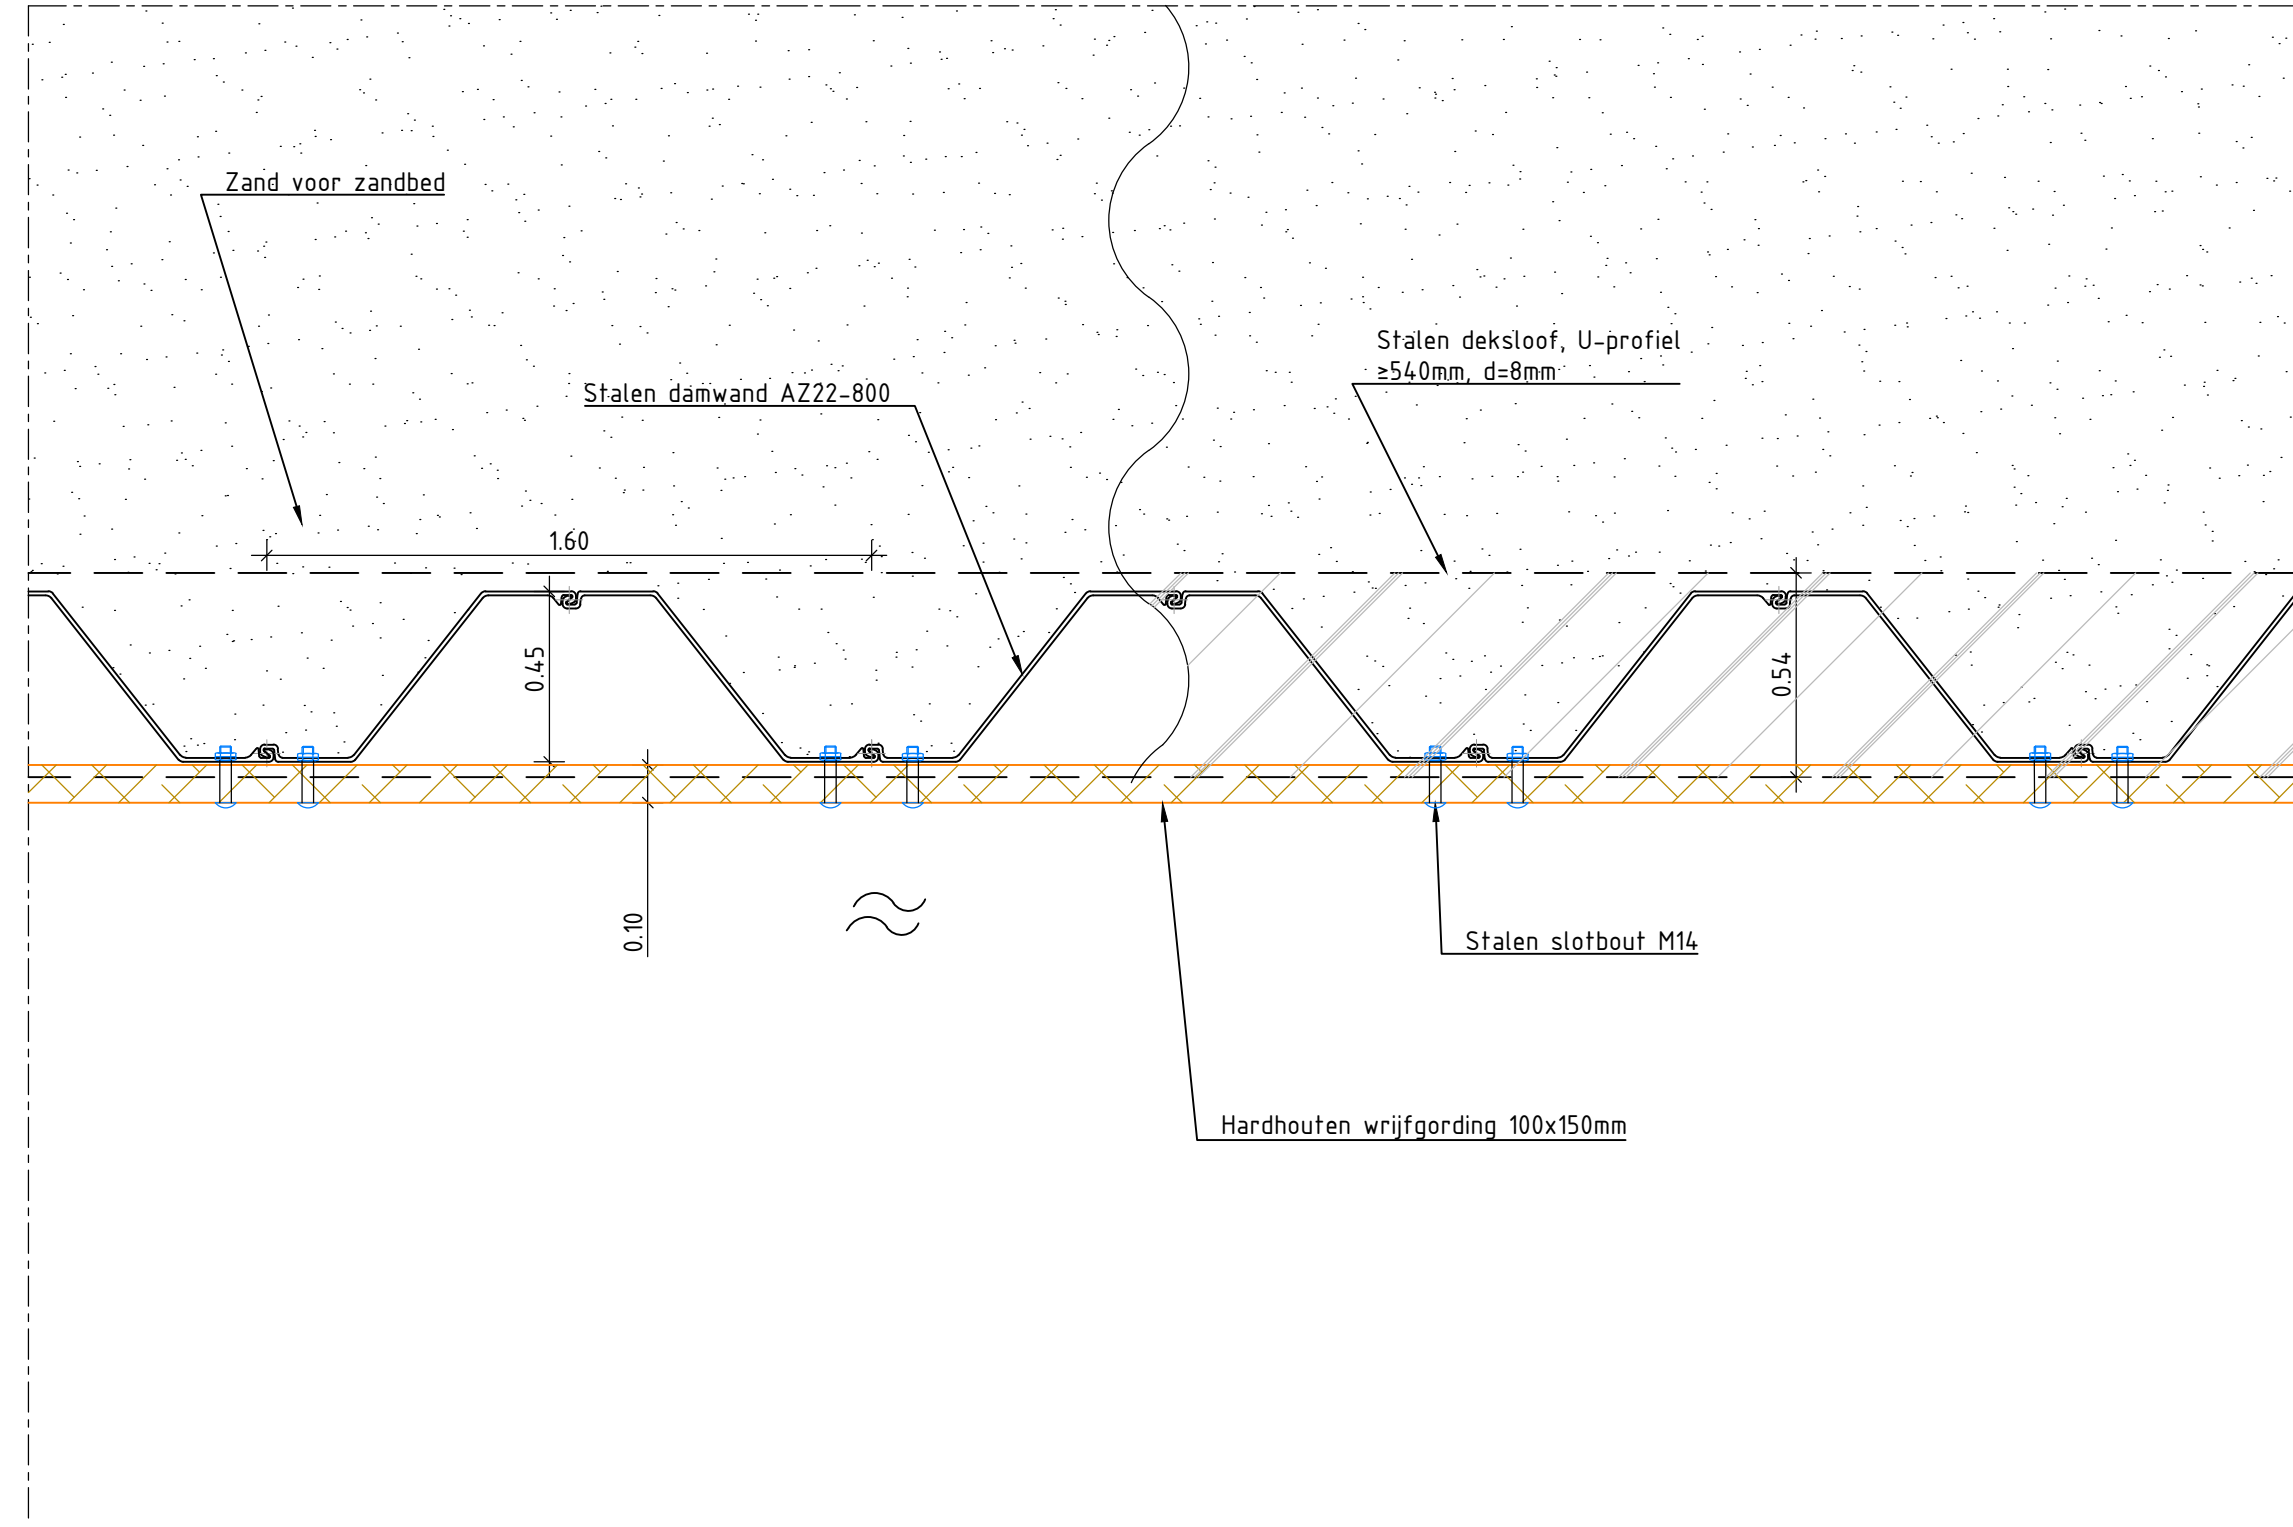 Zand voor zandbed
Stalen deksloof, U-profiel
≥540mm, d=8mm
Stalen damwand AZ22-800
1.60
0.45
0.54
0.10
Stalen slotbout M14
Hardhouten wrijfgording 100x150mm